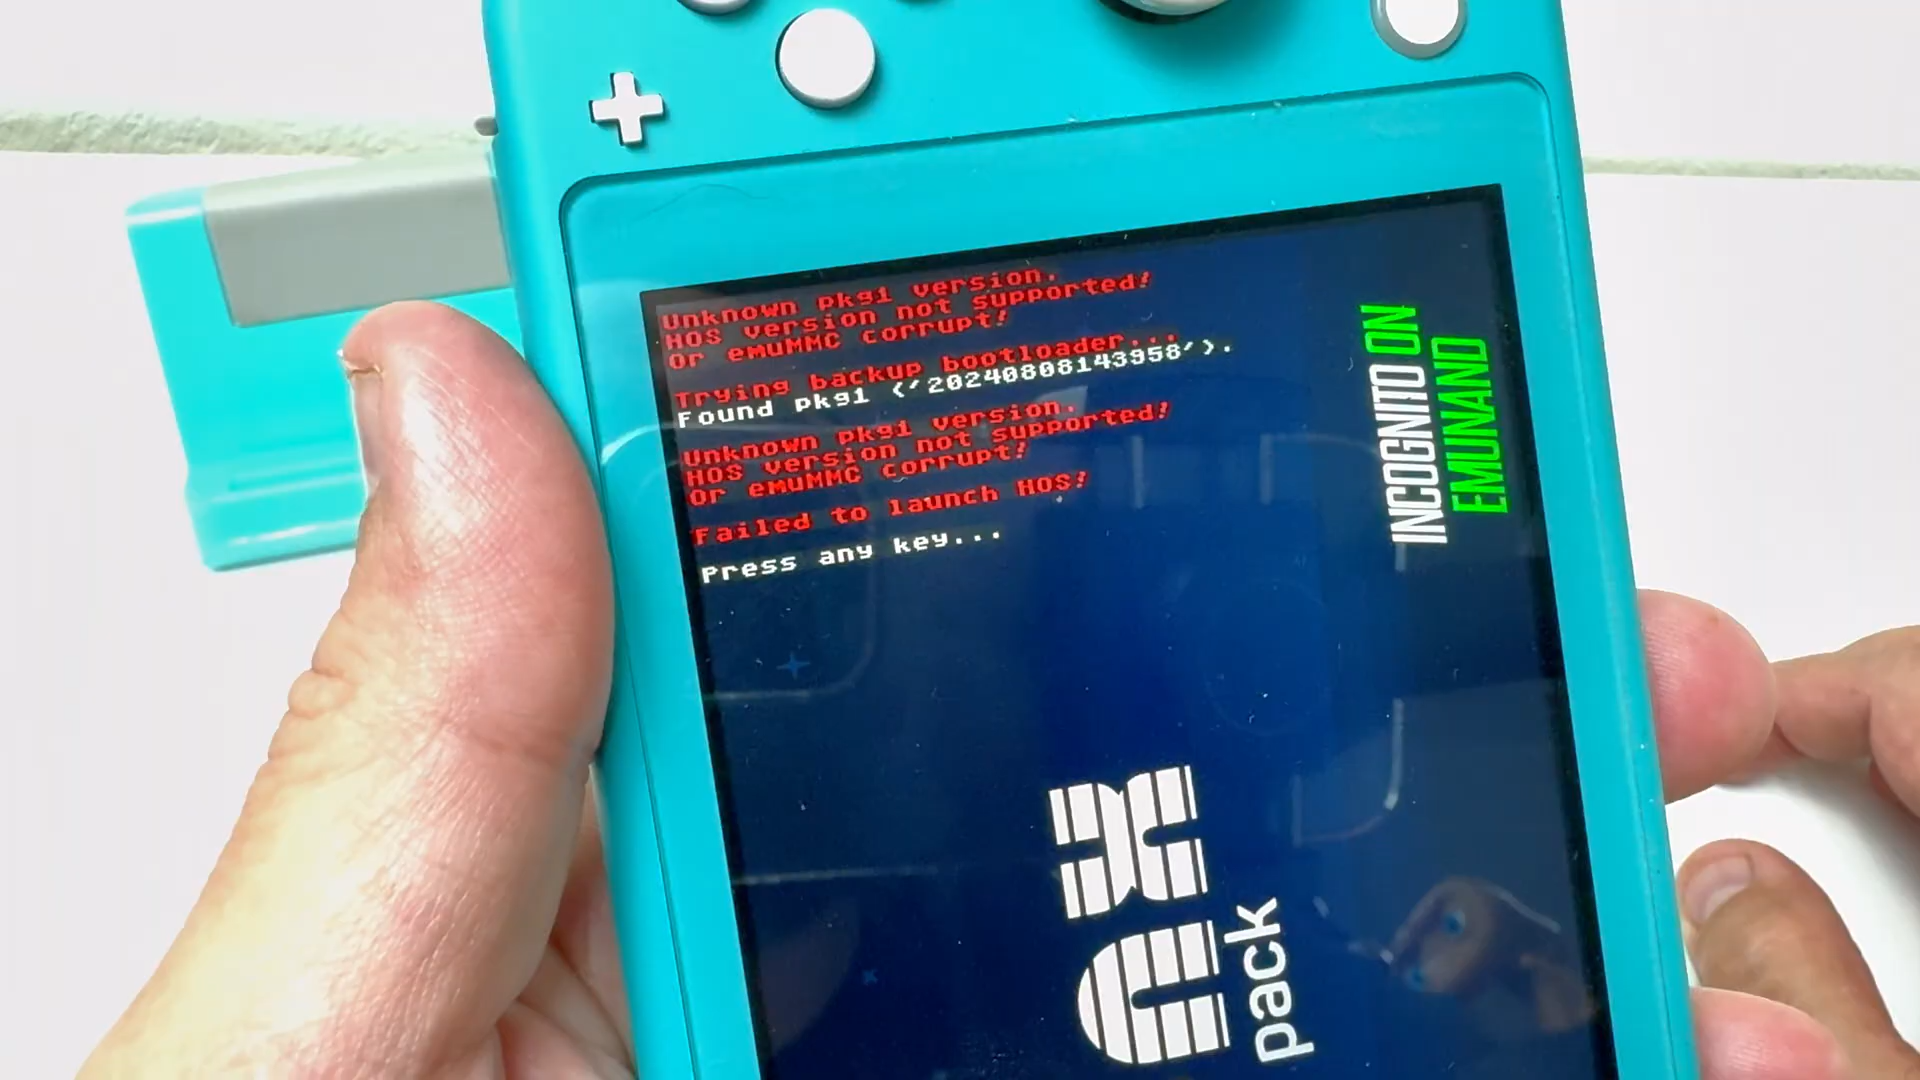 Unknown pkg1 version.
HOS version not supported!
Or emuMMC corrupt!
Trying backup bootloader...
Found pkg1 ('20240808143958').
Unknown pkg1 version.
HOS version not supported!
Or emuMMC corrupt!
Failed to launch HOS!
Press any key...
INCOGNITO ON
EMUNAND
NX
pack